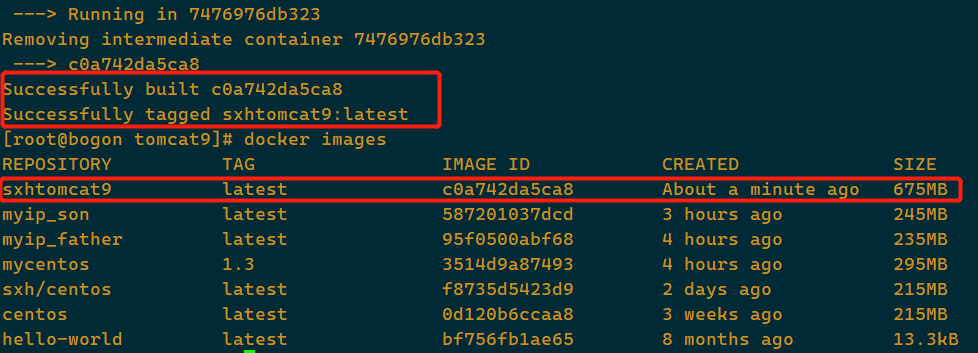 ---> Running in 7476976db323
Removing intermediate container 7476976db323
---> c0a742da5ca8
Successfully built c0a742da5ca8
Successfully tagged sxhtomcat9:latest
[root@bogon tomcat9]# docker images
REPOSITORY TAG IMAGE ID CREATED SIZE
sxhtomcat9 latest c0a742da5ca8 About a minute ago 675MB
myip_son latest 587201037dcd 3 hours ago 245MB
myip_father latest 95f0500abf68 4 hours ago 235MB
mycentos 1.3 3514d9a87493 4 hours ago 295MB
sxh/centos latest f8735d5423d9 2 days ago 215MB
centos latest 0d120b6ccaa8 3 weeks ago 215MB
hello-world latest bf756fb1ae65 8 months ago 13.3kB